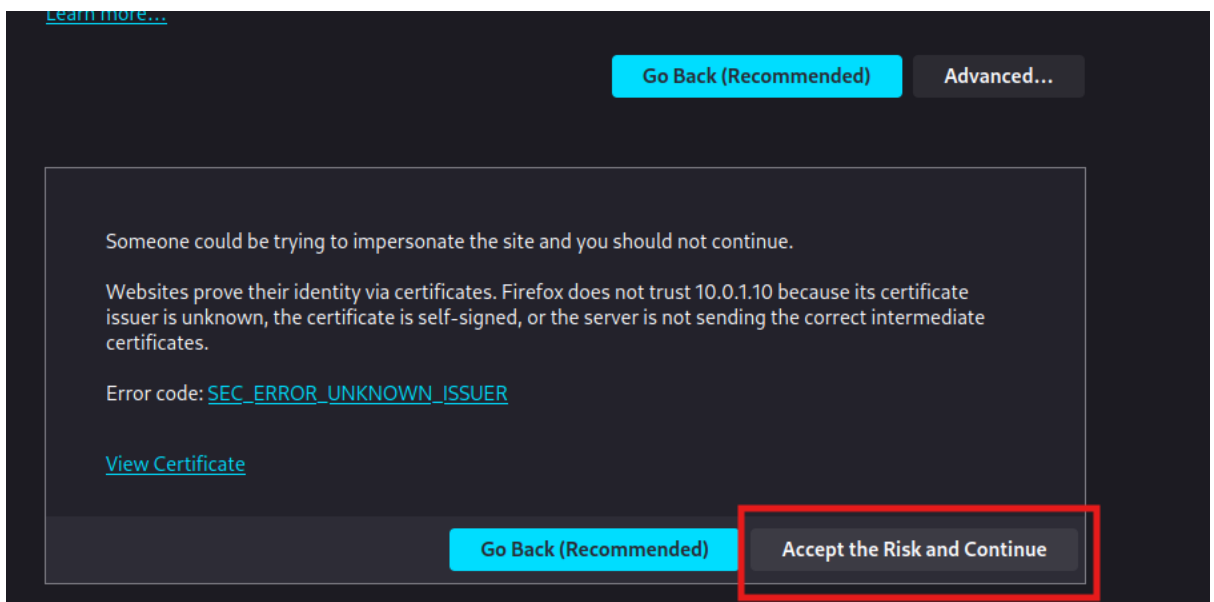 Learn more...
Go Back (Recommended) Advanced...
Someone could be trying to impersonate the site and you should not continue.
Websites prove their identity via certificates. Firefox does not trust 10.0.1.10 because its certificate
issuer is unknown, the certificate is self-signed, or the server is not sending the correct intermediate
certificates.
Error code: SEC_ERROR_UNKNOWN_ISSUER
View Certificate
Go Back (Recommended) Accept the Risk and Continue